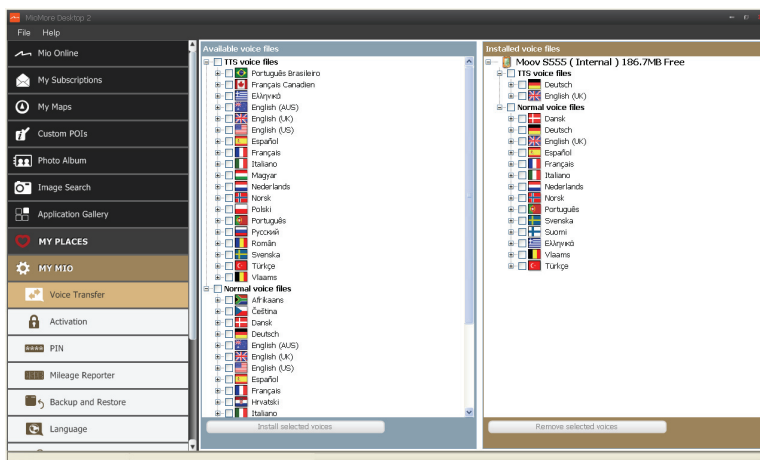 MioMore Desktop 2
File Help
Mio Online
My Subscriptions
My Maps
Custom POIs
Photo Album
Image Search
Application Gallery
MY PLACES
MY MIO
Voice Transfer
Activation
PIN
Mileage Reporter
Backup and Restore
Language
Available voice files
TTS voice files
Português Brasileiro
Français Canadien
Ελληνικά
English (AUS)
English (UK)
English (US)
Español
Français
Italiano
Magyar
Nederlands
Norsk
Polski
Português
Русский
Român
Svenska
Türkçe
Vlaams
Normal voice files
Afrikaans
Čeština
Dansk
Deutsch
English (AUS)
English (UK)
English (US)
Español
Français
Hrvatski
Italiano
Install selected voices
Installed voice files
Moov S555 ( Internal ) 186.7MB Free
TTS voice files
Deutsch
English (UK)
Normal voice files
Dansk
Deutsch
English (UK)
Español
Français
Italiano
Nederlands
Norsk
Português
Svenska
Suomi
Ελληνικά
Vlaams
Türkçe
Remove selected voices